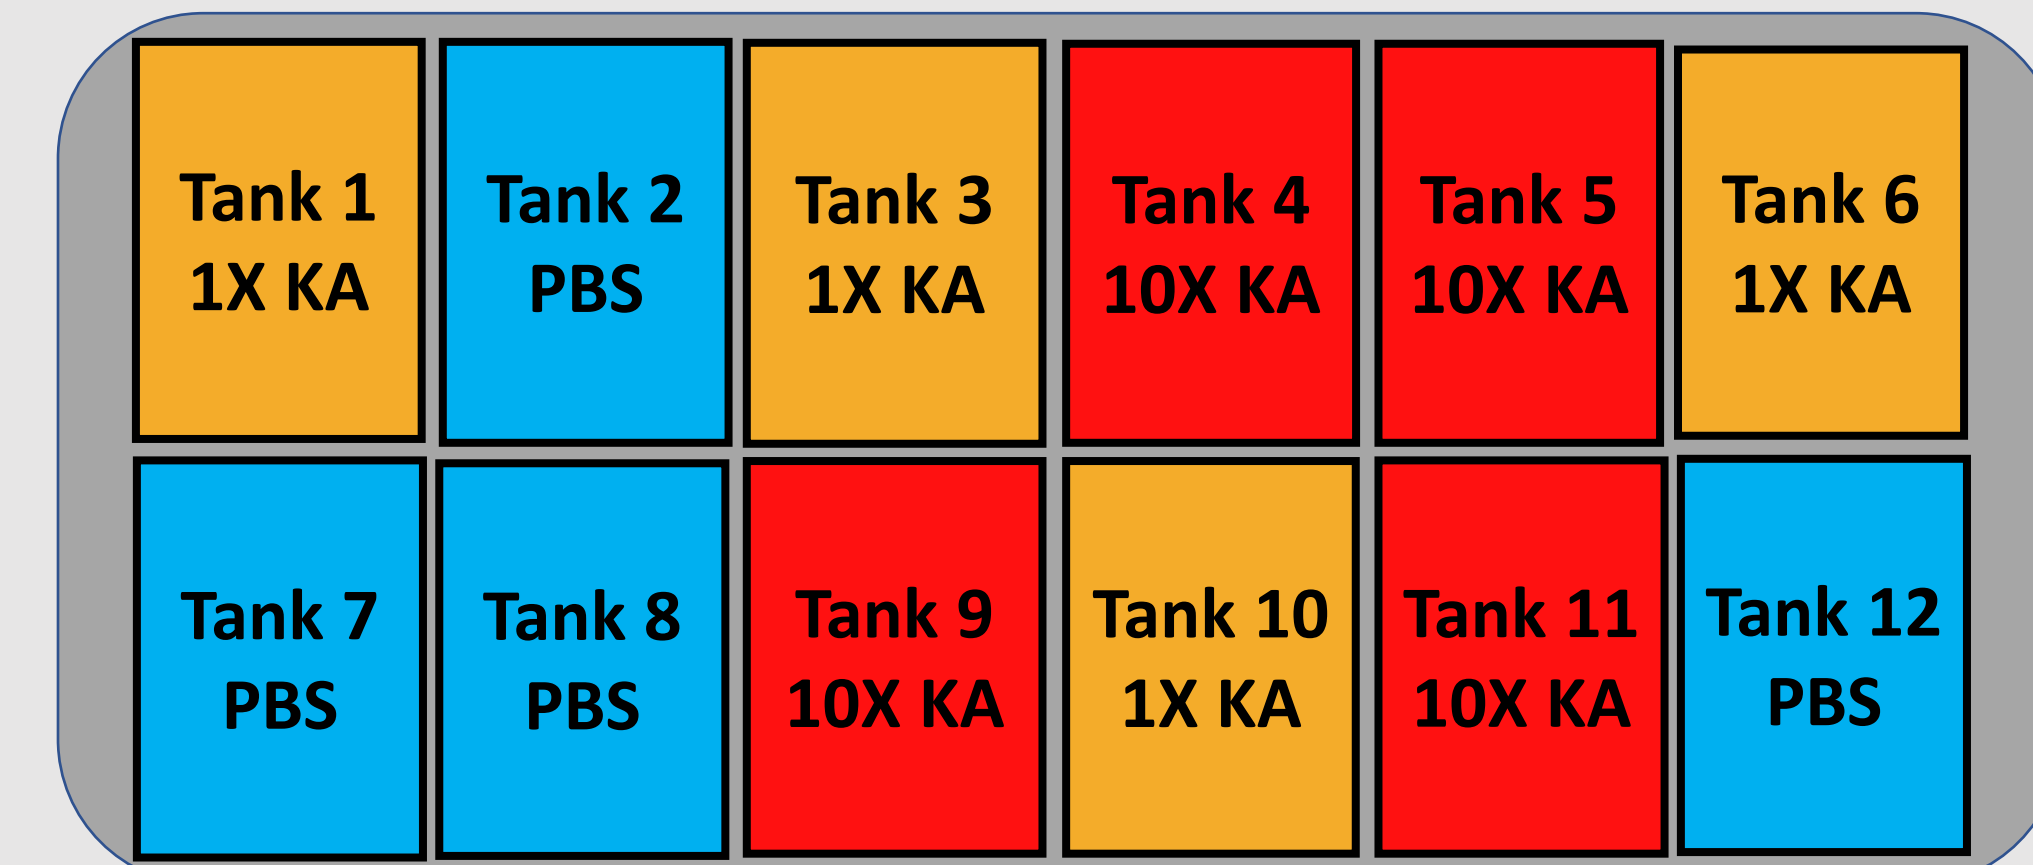 Tank 1
1X KA
Tank 2
PBS
Tank 3
1X KA
Tank 4
10X KA
Tank 5
10X KA
Tank 6
1X KA
Tank 7
PBS
Tank 8
PBS
Tank 9
10X KA
Tank 10
1X KA
Tank 11
10X KA
Tank 12
PBS